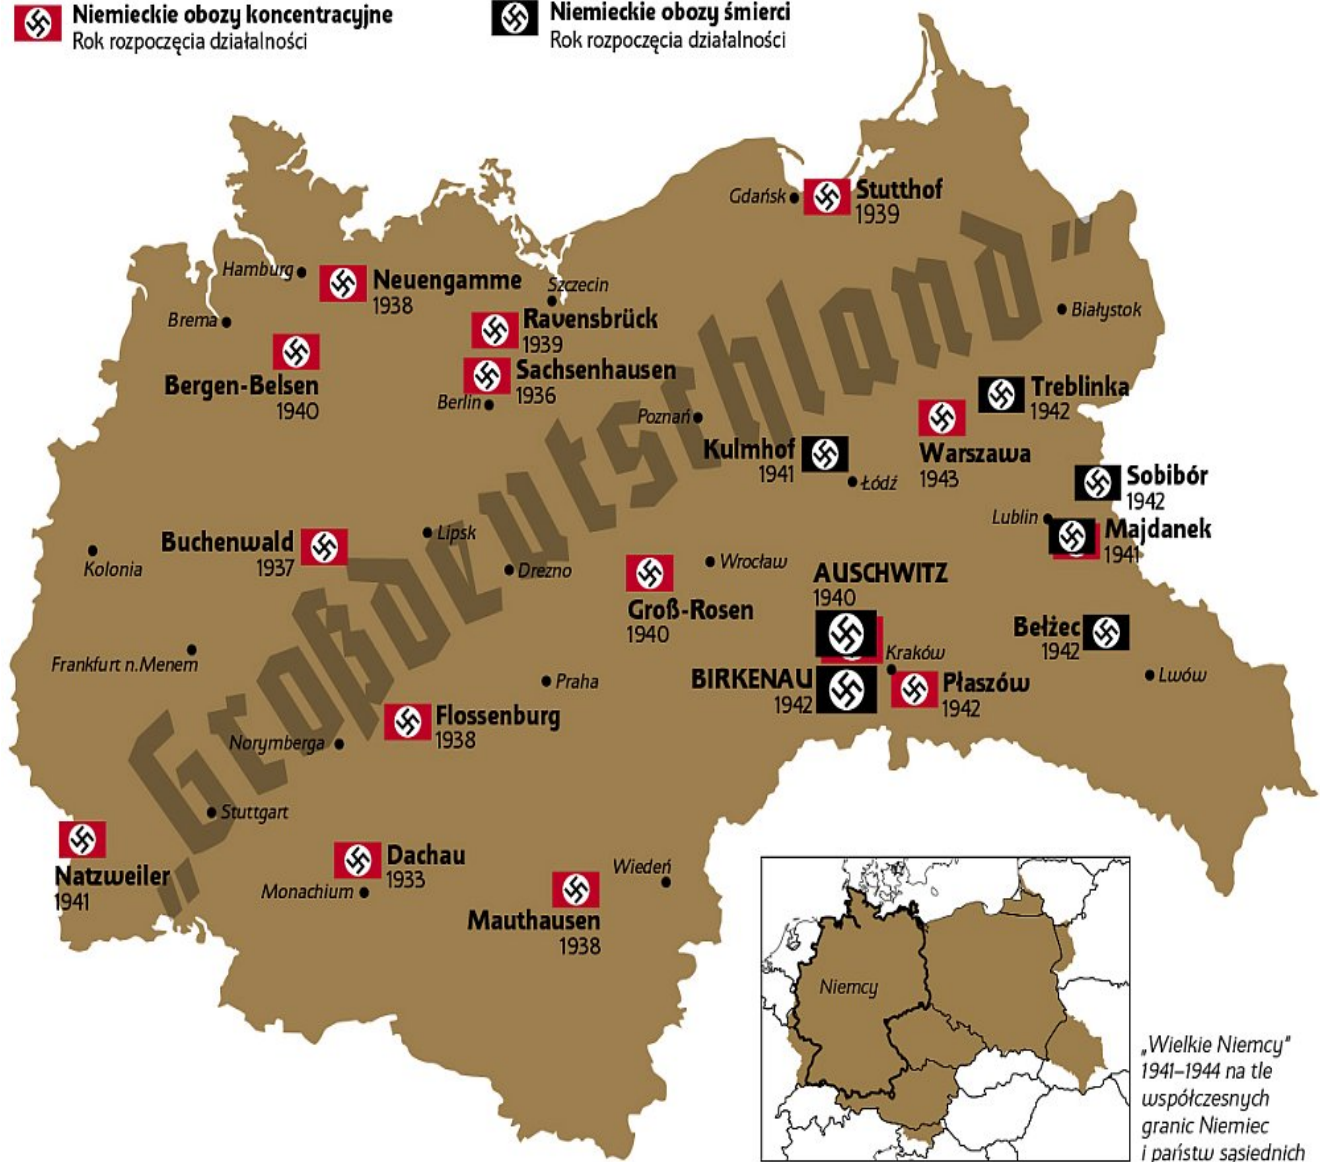 Niemieckie obozy koncentracyjne
Rok rozpoczęcia działalności
Niemieckie obozy śmierci
Rok rozpoczęcia działalności
Gdańsk
Stutthof
1939
Hamburg
Neuengamme
1938
Szczecin
Brema
Ravensbrück
1939
Białystok
Bergen-Belsen
1940
Sachsenhausen
1936
Berlin
Treblinka
1942
Poznań
Kulmhof
1941
Łódź
Warszawa
1943
Sobibór
1942
Lublin
Majdanek
1941
Buchenwald
1937
Lipsk
Kolonia
Drezno
Wrocław
Groß-Rosen
1940
AUSCHWITZ
1940
Bełżec
1942
Kraków
Frankfurt n.Menem
Praha
BIRKENAU
1942
Płaszów
1942
Lwów
„Großdeutschland"
Flossenburg
1938
Norymberga
Stuttgart
Natzweiler
1941
Dachau
1933
Monachium
Wiedeń
Mauthausen
1938
Niemcy
„Wielkie Niemcy"
1941–1944 na tle
współczesnych
granic Niemiec
i państw sąsiednich